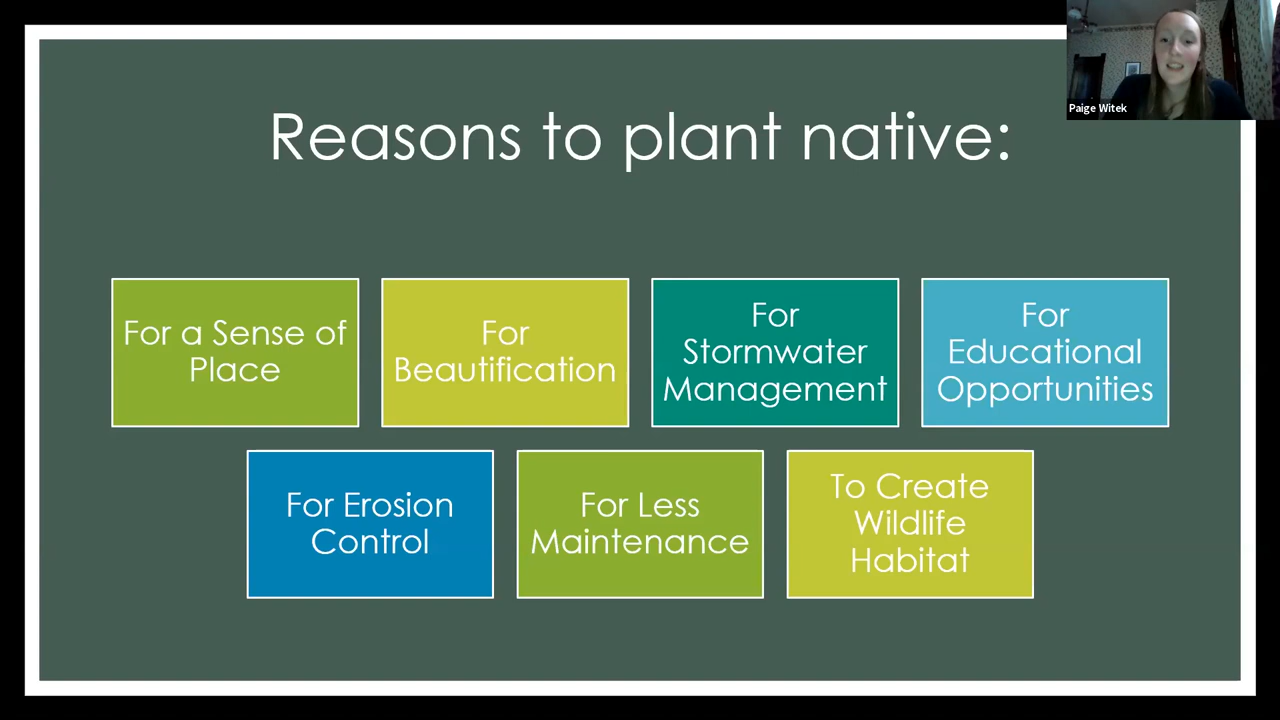 Paige Witek
Reasons to plant native:
For a Sense of
Place
For
Beautification
For
Stormwater
Management
For
Educational
Opportunities
For Erosion
Control
For Less
Maintenance
To Create
Wildlife
Habitat